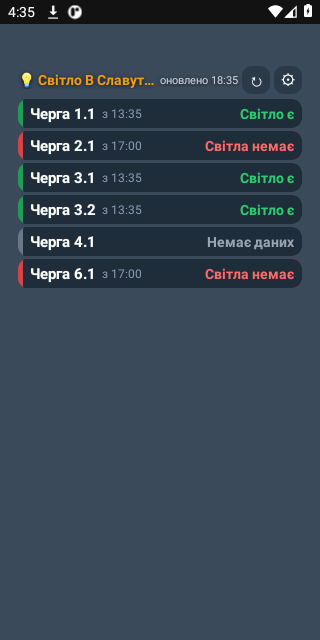 4:35
Світло В Славут... оновлено 18:35
Черга 1.1 з 13:35 Світло є
Черга 2.1 з 17:00 Світла немає
Черга 3.1 з 13:35 Світло є
Черга 3.2 з 13:35 Світло є
Черга 4.1 Немає даних
Черга 6.1 з 17:00 Світла немає